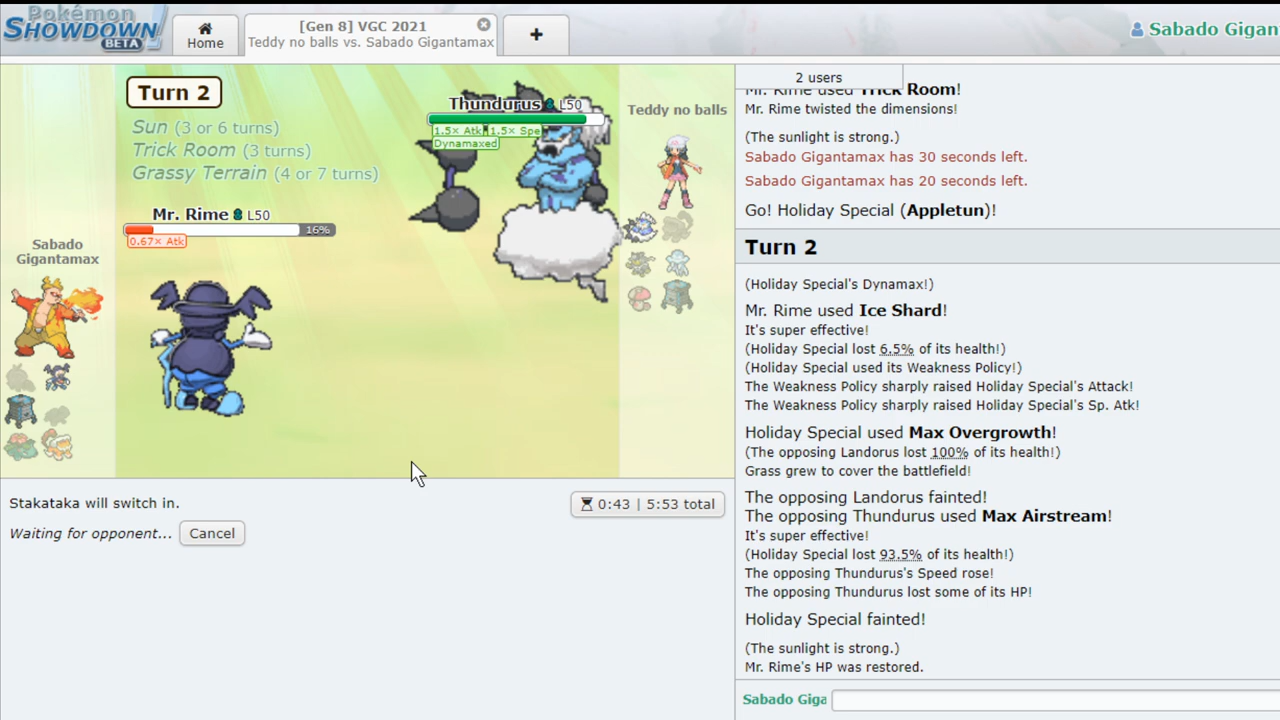 Pokémon
SHOWDOWN!
BETA
Home
[Gen 8] VGC 2021
Teddy no balls vs. Sabado Gigantamax
+
Sabado Gigan
Turn 2
Sun (3 or 6 turns)
Trick Room (3 turns)
Grassy Terrain (4 or 7 turns)
Thundurus L50
1.5× Atk 1.5× Spe
Dynamaxed
Mr. Rime L50
16%
0.67× Atk
Teddy no balls
Sabado
Gigantamax
Stakataka will switch in.
0:43 | 5:53 total
Waiting for opponent... Cancel
2 users
Mr. Rime used Trick Room!
Mr. Rime twisted the dimensions!
(The sunlight is strong.)
Sabado Gigantamax has 30 seconds left.
Sabado Gigantamax has 20 seconds left.
Go! Holiday Special (Appletun)!
Turn 2
(Holiday Special's Dynamax!)
Mr. Rime used Ice Shard!
It's super effective!
(Holiday Special lost 6.5% of its health!)
(Holiday Special used its Weakness Policy!)
The Weakness Policy sharply raised Holiday Special's Attack!
The Weakness Policy sharply raised Holiday Special's Sp. Atk!
Holiday Special used Max Overgrowth!
(The opposing Landorus lost 100% of its health!)
Grass grew to cover the battlefield!
The opposing Landorus fainted!
The opposing Thundurus used Max Airstream!
It's super effective!
(Holiday Special lost 93.5% of its health!)
The opposing Thundurus's Speed rose!
The opposing Thundurus lost some of its HP!
Holiday Special fainted!
(The sunlight is strong.)
Mr. Rime's HP was restored.
Sabado Giga